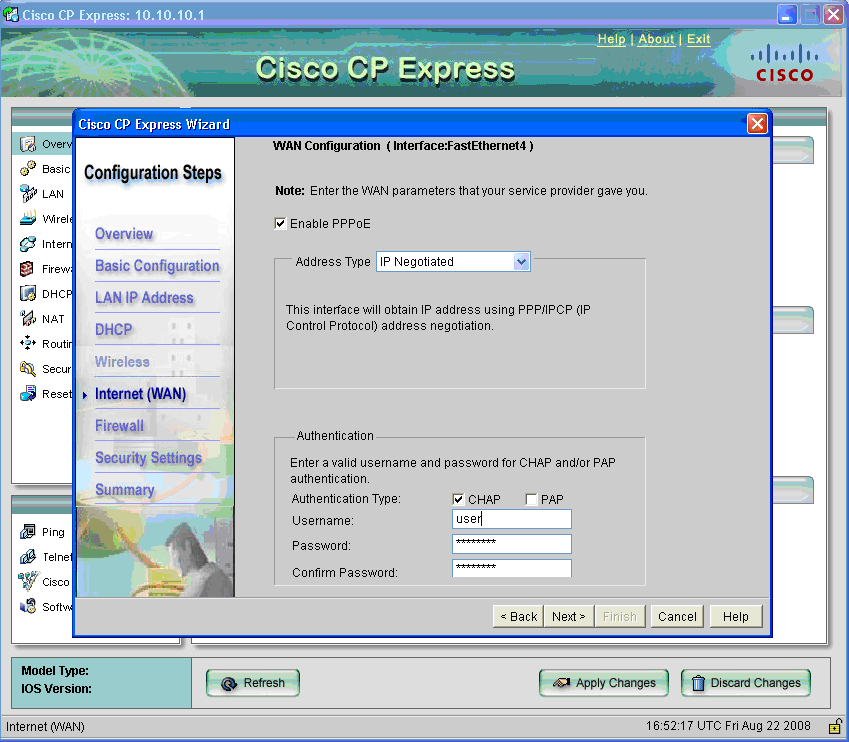 Cisco CP Express: 10.10.10.1
Help | About | Exit
Cisco CP Express
CISCO
Cisco CP Express Wizard
Overv
Basic
LAN
Wirele
Intern
Firew
DHCP
NAT
Routin
Secur
Reset
Ping
Telnet
Cisco
Softw
Configuration Steps
Overview
Basic Configuration
LAN IP Address
DHCP
Wireless
Internet (WAN)
Firewall
Security Settings
Summary
WAN Configuration ( Interface:FastEthernet4 )
Note: Enter the WAN parameters that your service provider gave you.
Enable PPPoE
Address Type IP Negotiated
This interface will obtain IP address using PPP/IPCP (IP
Control Protocol) address negotiation.
Authentication
Enter a valid username and password for CHAP and/or PAP
authentication.
Authentication Type: CHAP PAP
Username: user
Password: ********
Confirm Password: ********
< Back Next > Finish Cancel Help
Model Type:
IOS Version:
Refresh Apply Changes Discard Changes
Internet (WAN) 16:52:17 UTC Fri Aug 22 2008